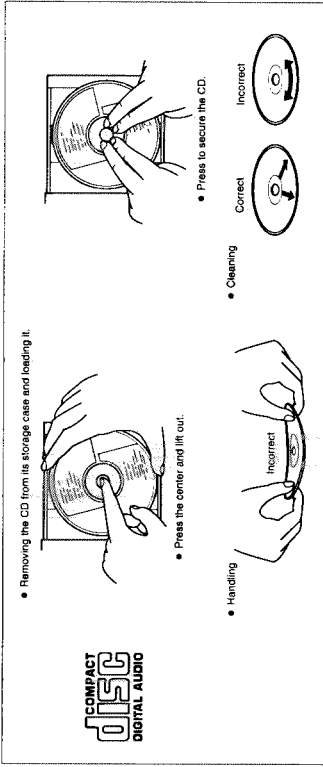 COMPACT
disc
DIGITAL AUDIO
• Removing the CD from its storage case and loading it.
• Press the center and lift out.
• Press to secure the CD.
• Handling
Incorrect
• Cleaning
Correct
Incorrect